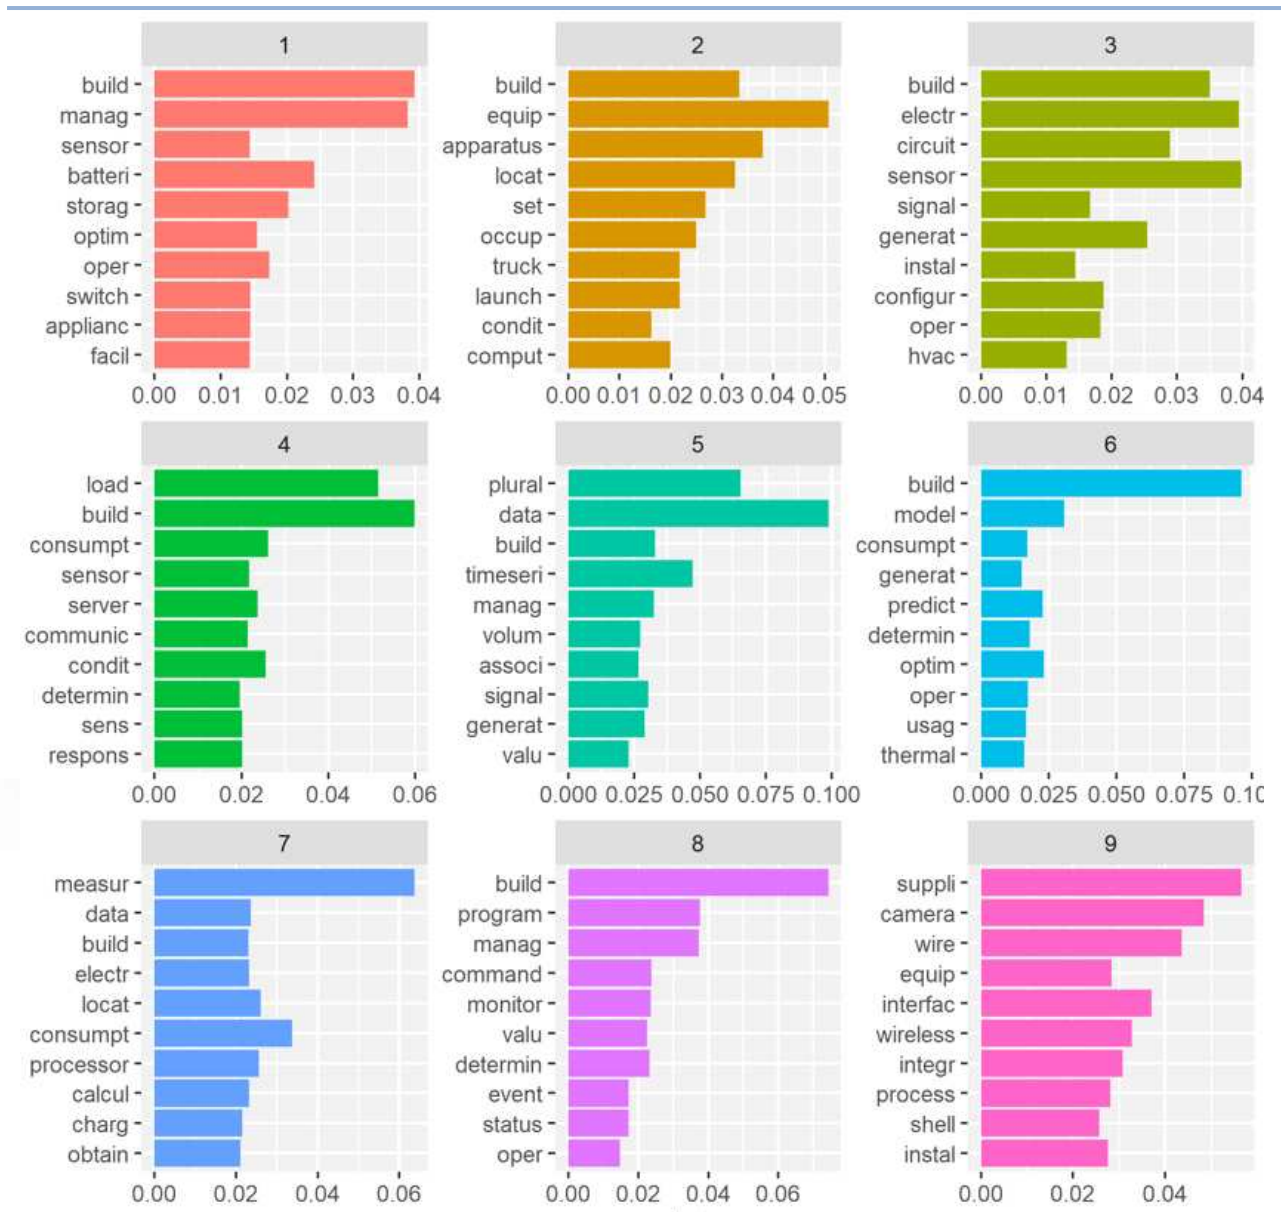 1
build
manag
sensor
batteri
storag
optim
oper
switch
applianc
facil
0.00 0.01 0.02 0.03 0.04
2
build
equip
apparatus
locat
set
occup
truck
launch
condit
comput
0.00 0.01 0.02 0.03 0.04 0.05
3
build
electr
circuit
sensor
signal
generat
instal
configur
oper
hvac
0.00 0.01 0.02 0.03 0.04
4
load
build
consumpt
sensor
server
communic
condit
determin
sens
respons
0.00 0.02 0.04 0.06
5
plural
data
build
timeseri
manag
volum
associ
signal
generat
valu
0.000 0.025 0.050 0.075 0.100
6
build
model
consumpt
generat
predict
determin
optim
oper
usag
thermal
0.000 0.025 0.050 0.075 0.10
7
measur
data
build
electr
locat
consumpt
processor
calcul
charg
obtain
0.00 0.02 0.04 0.06
8
build
program
manag
command
monitor
valu
determin
event
status
oper
0.00 0.02 0.04 0.06
9
suppli
camera
wire
equip
interfac
wireless
integr
process
shell
instal
0.00 0.02 0.04